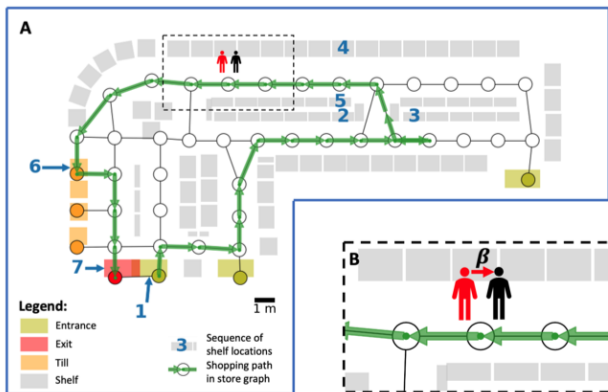 A
4
5
2
3
6
7
1
1 m
B
β
Legend:
Entrance
Exit
Till
Shelf
3
Sequence of
shelf locations
Shopping path
in store graph